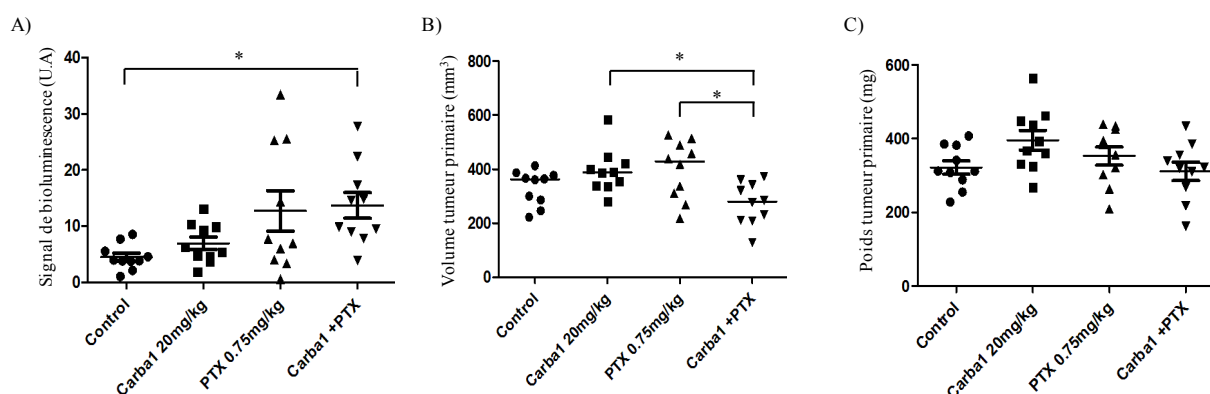 A)
Signal de bioluminescence (U.A)
40
30
20
10
0
*
Control
Carba1 20mg/kg
PTX 0.75mg/kg
Carba1 +PTX
B)
Volume tumeur primaire (mm³)
800
600
400
200
0
*
*
Control
Carba1 20mg/kg
PTX 0.75mg/kg
Carba1 +PTX
C)
Poids tumeur primaire (mg)
600
400
200
0
Control
Carba1 20mg/kg
PTX 0.75mg/kg
Carba1 +PTX